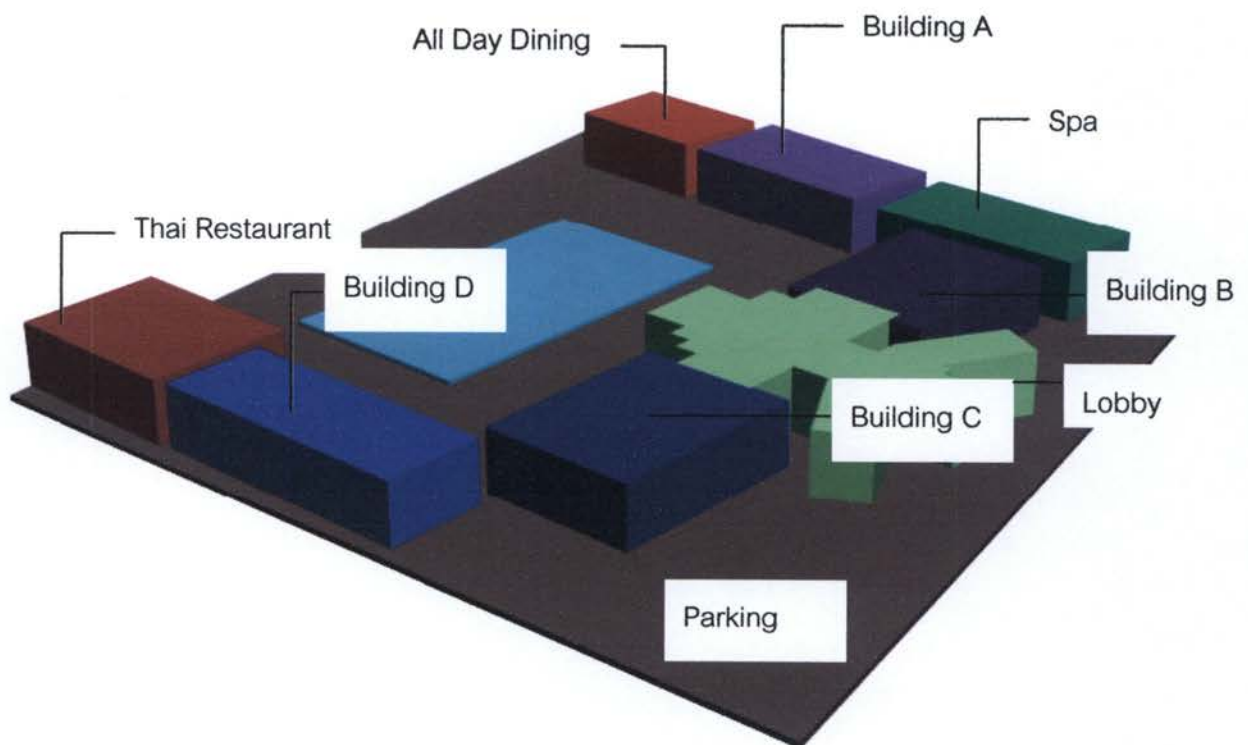 Building A
All Day Dining
Spa
Thai Restaurant
Building D
Building B
Building C
Lobby
Parking